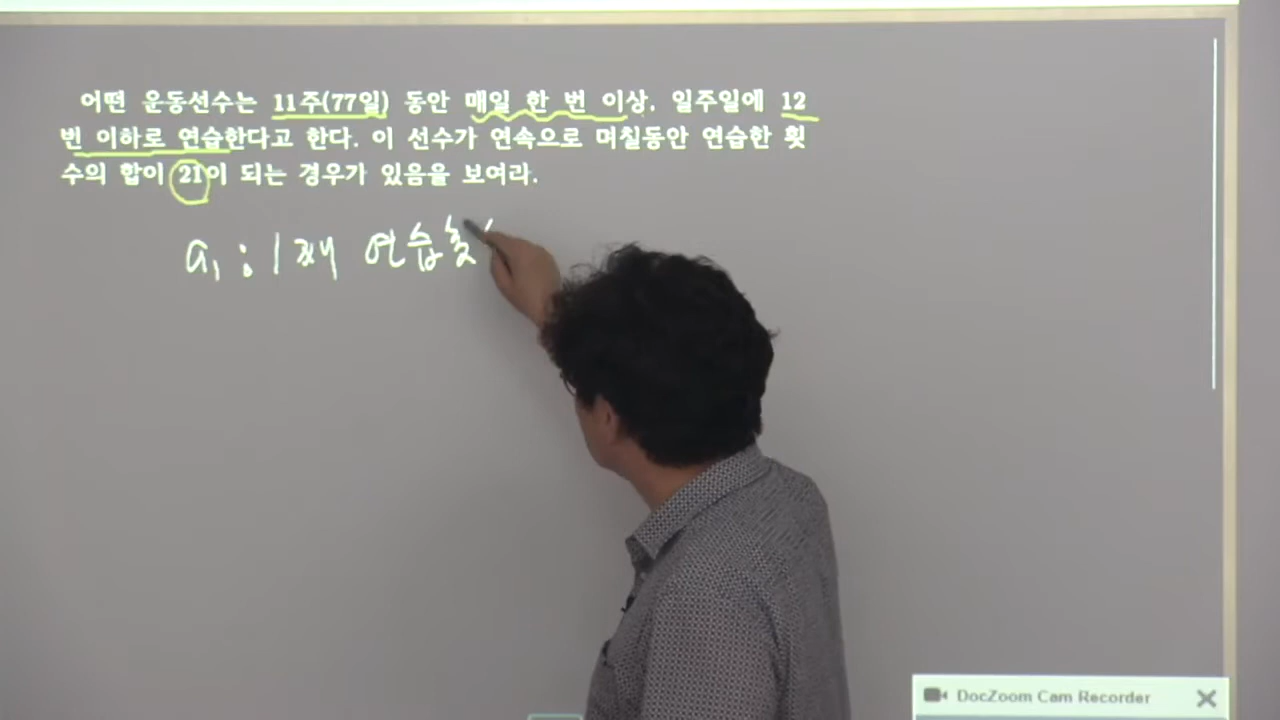 어떤 운동선수는 11주(77일) 동안 매일 한 번 이상. 일주일에 12
번 이하로 연습한다고 한다. 이 선수가 연속으로 며칠동안 연습한 횟
수의 합이 21이 되는 경우가 있음을 보여라.
a₁ : 1째 연습횟
DocZoom Cam Recorder